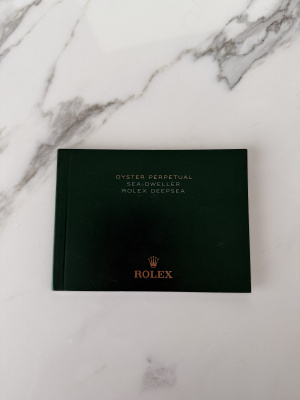 OYSTER PERPETUAL
SEA-DWELLER
ROLEX DEEPSEA
ROLEX